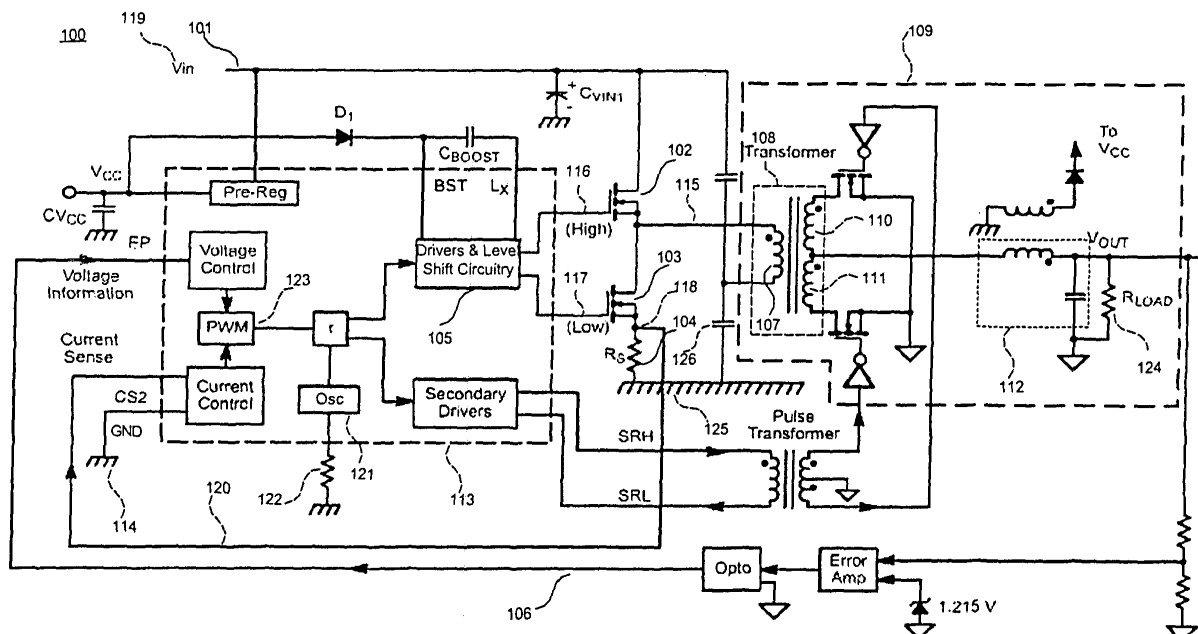 100
119
101
Vin
109
+
CVIN1
-
D1
CBOOST
102
108
Transformer
To
VCC
VCC
BST
LX
116
115
Pre-Reg
CVCC
(High)
110
EP
Voltage
Control
Drivers & Level
Shift Circuitry
103
VOUT
Voltage
Information
123
117
118
111
PWM
r
105
(Low)
104
107
RLOAD
Current
Sense
RS
126
112
124
CS2
Current
Control
Osc
Secondary
Drivers
GND
125
Pulse
Transformer
SRH
121
114
120
122
113
SRL
Opto
Error
Amp
106
1.215 V